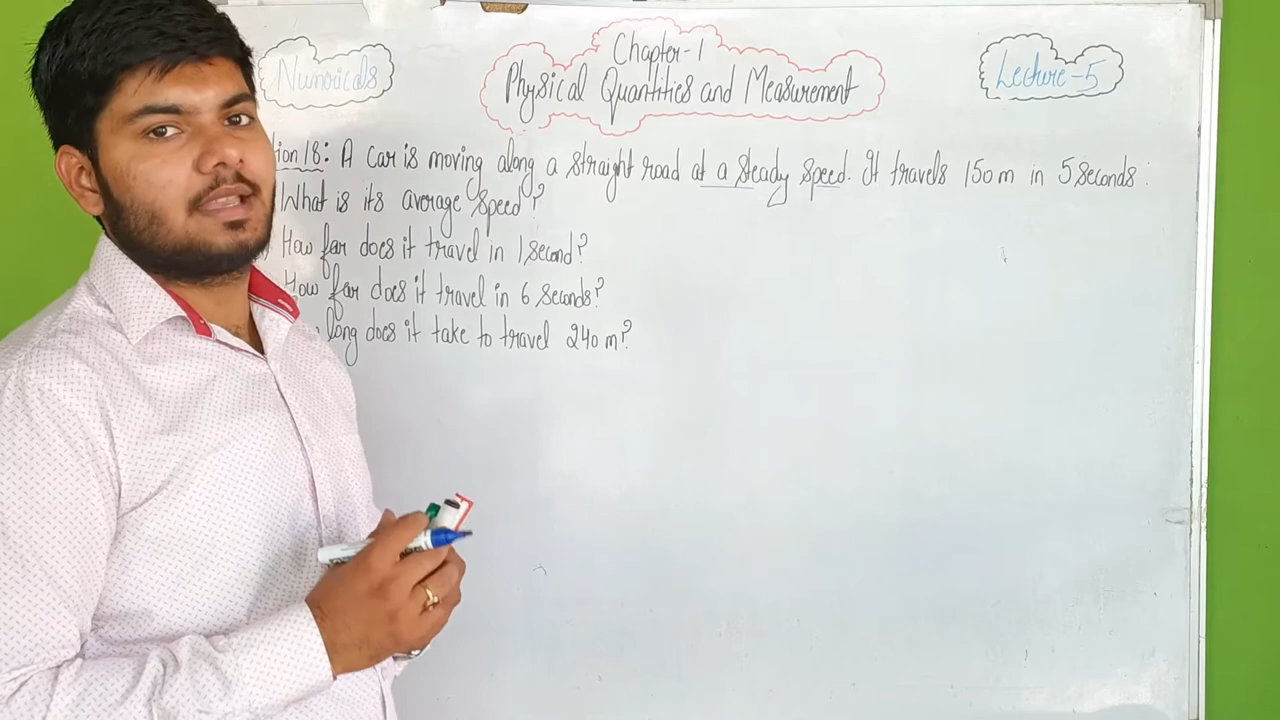 Numericals
Chapter-1
Physical Quantities and Measurement
Lecture-5
tion 18: A car is moving along a straight road at a steady speed. It travels 150 m in 5 seconds.
What is its average speed?
How far does it travel in 1 second?
How far does it travel in 6 seconds?
long does it take to travel 240 m?